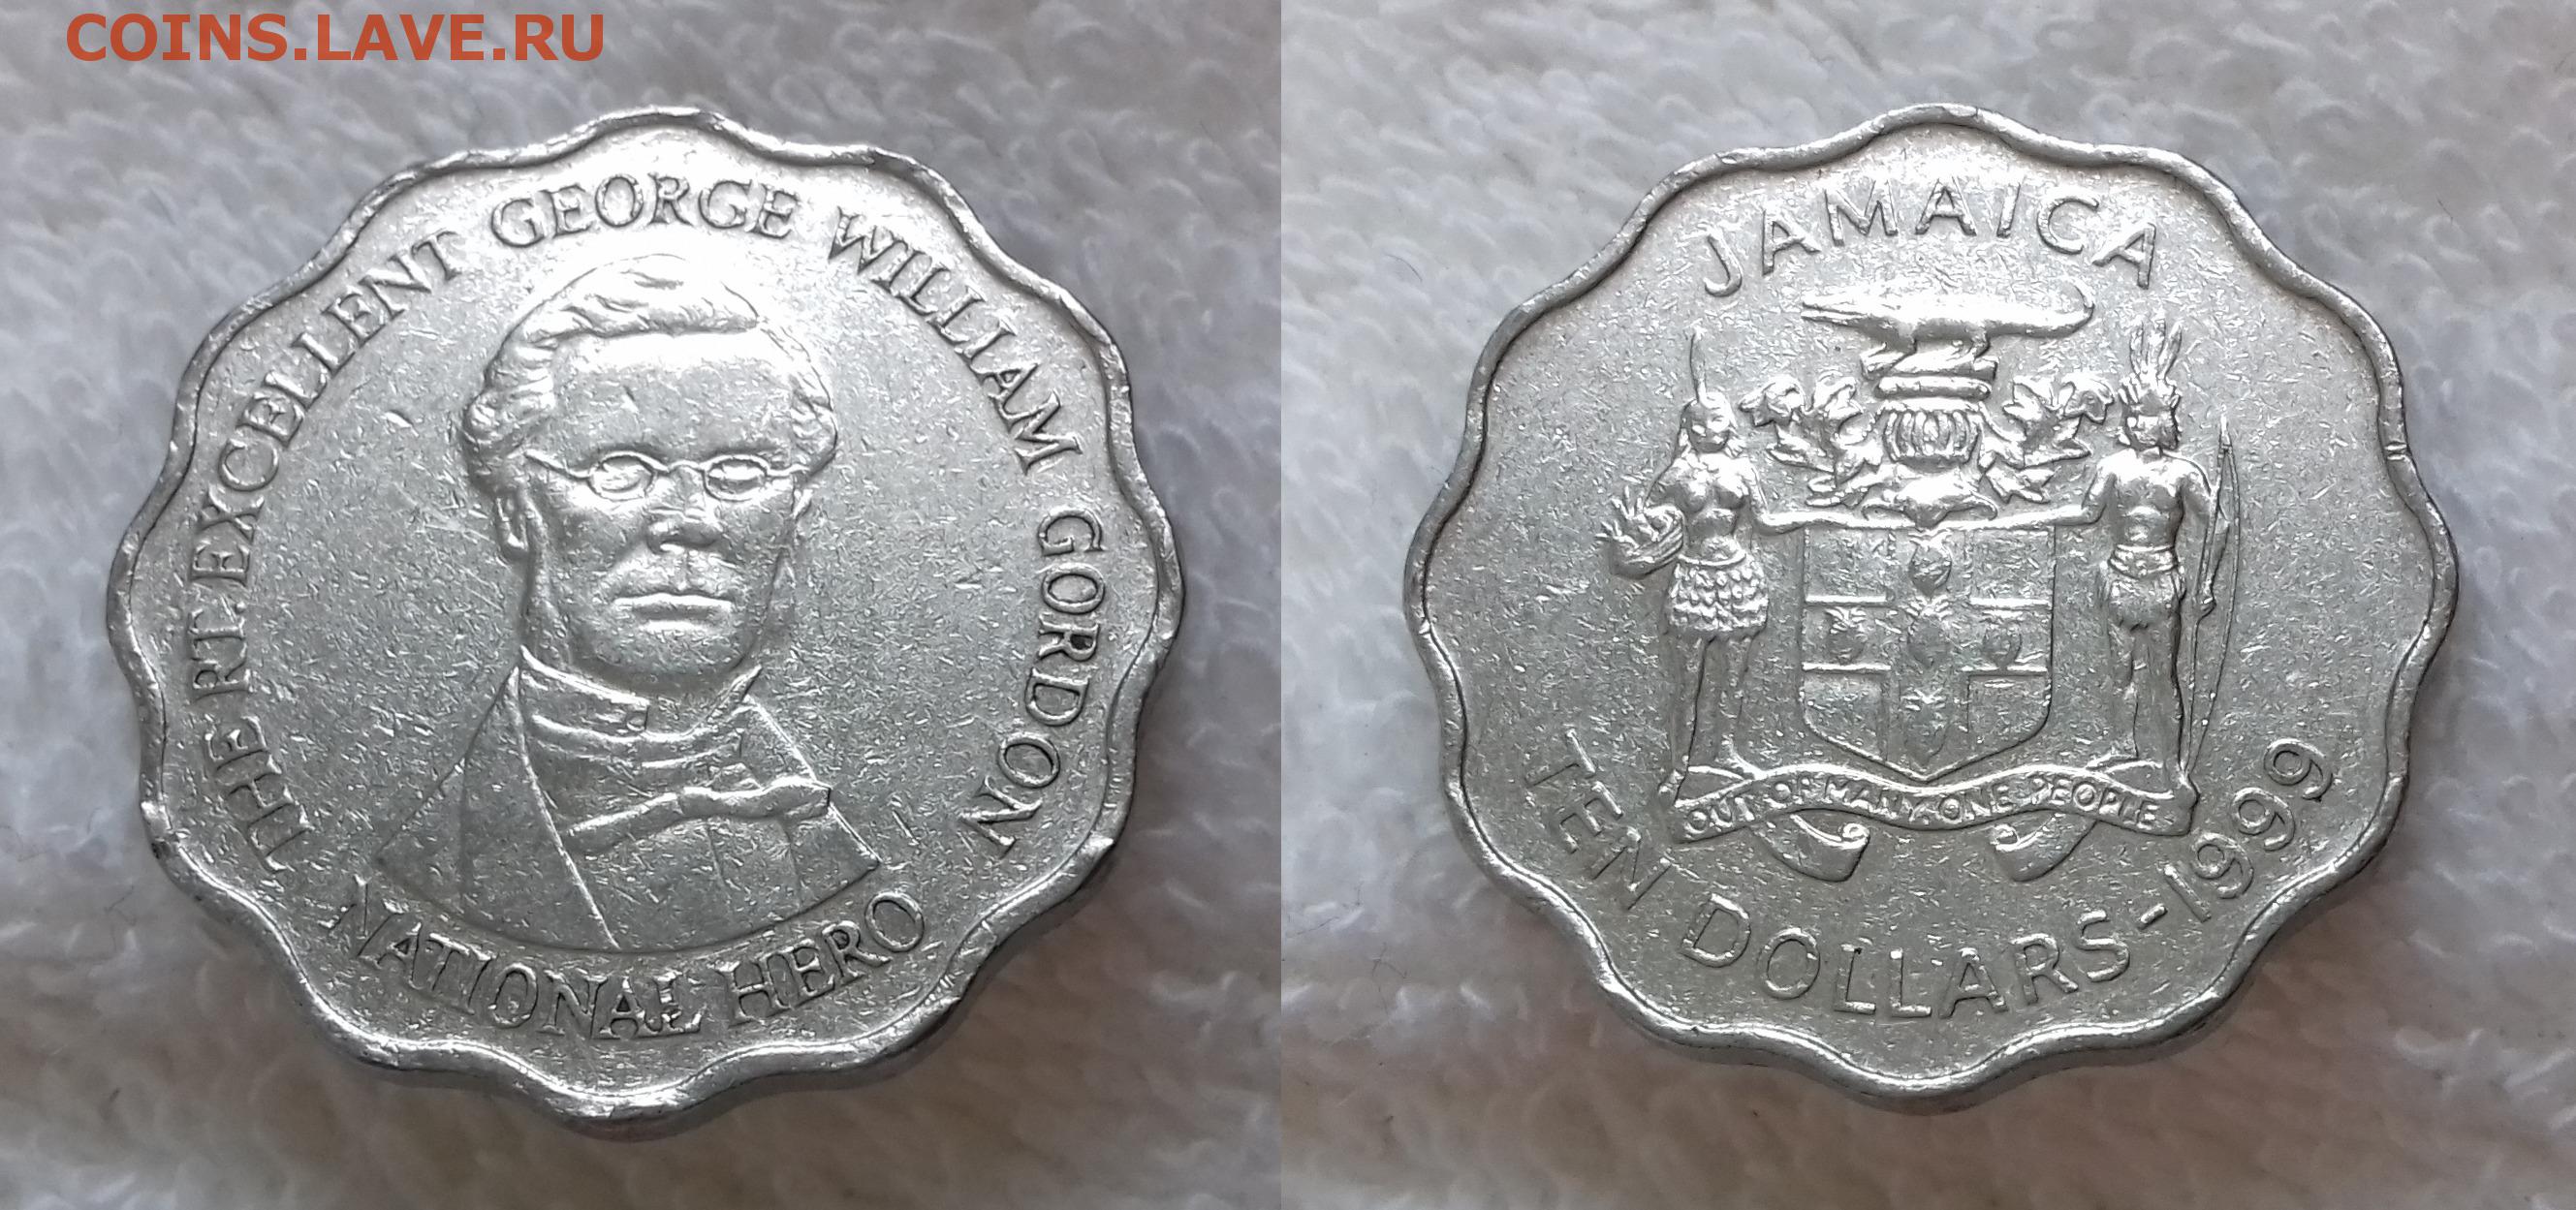 COINS.LAVE.RU
THE RT. EXCELLENT GEORGE WILLIAM GORDON
NATIONAL HERO
JAMAICA
OUT OF MANY, ONE PEOPLE
TEN DOLLARS-1999